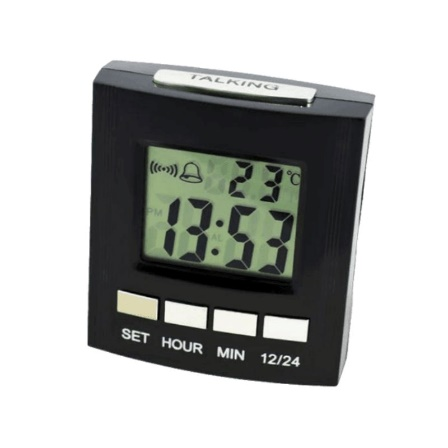 TALKING
23°C
13:53
SET HOUR MIN 12/24